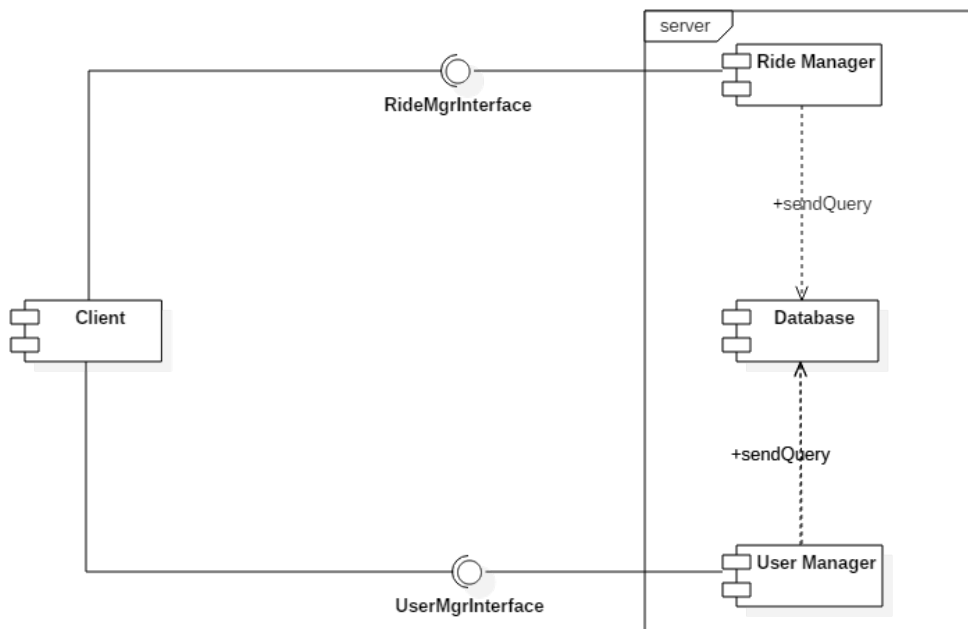 server
Ride Manager
RideMgrInterface
+sendQuery
Client
Database
+sendQuery
User Manager
UserMgrInterface